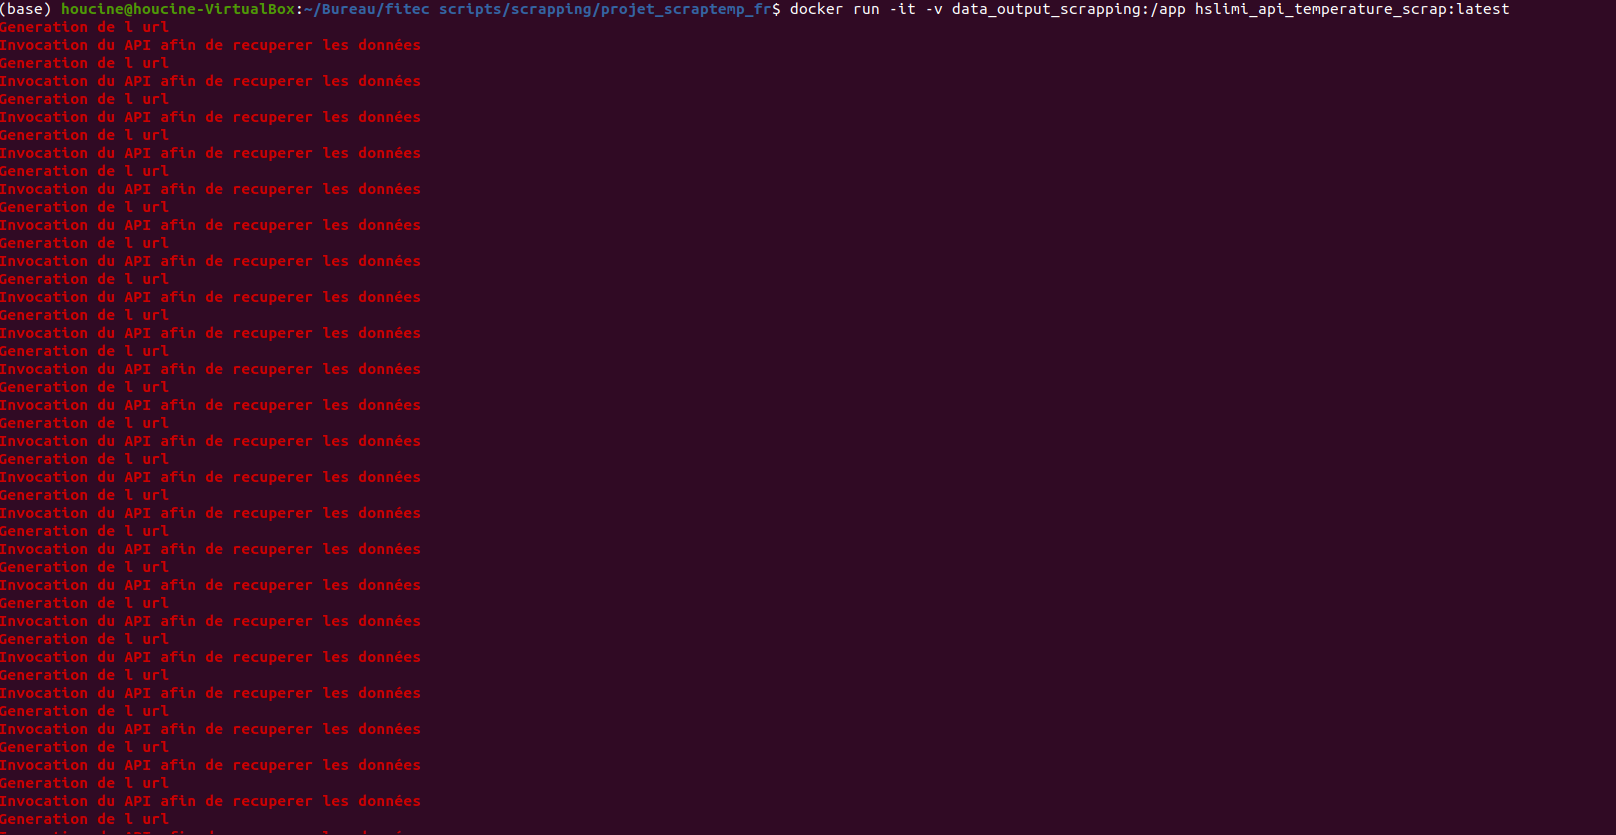 (base) houcine@houcine-VirtualBox:~/Bureau/fitec scripts/scrapping/projet_scraptemp_fr$ docker run -it -v data_output_scrapping:/app hslimi_api_temperature_scrap:latest
Generation de l url
Invocation du API afin de recuperer les données
Generation de l url
Invocation du API afin de recuperer les données
Generation de l url
Invocation du API afin de recuperer les données
Generation de l url
Invocation du API afin de recuperer les données
Generation de l url
Invocation du API afin de recuperer les données
Generation de l url
Invocation du API afin de recuperer les données
Generation de l url
Invocation du API afin de recuperer les données
Generation de l url
Invocation du API afin de recuperer les données
Generation de l url
Invocation du API afin de recuperer les données
Generation de l url
Invocation du API afin de recuperer les données
Generation de l url
Invocation du API afin de recuperer les données
Generation de l url
Invocation du API afin de recuperer les données
Generation de l url
Invocation du API afin de recuperer les données
Generation de l url
Invocation du API afin de recuperer les données
Generation de l url
Invocation du API afin de recuperer les données
Generation de l url
Invocation du API afin de recuperer les données
Generation de l url
Invocation du API afin de recuperer les données
Generation de l url
Invocation du API afin de recuperer les données
Generation de l url
Invocation du API afin de recuperer les données
Generation de l url
Invocation du API afin de recuperer les données
Generation de l url
Invocation du API afin de recuperer les données
Generation de l url
Invocation du API afin de recuperer les données
Generation de l url